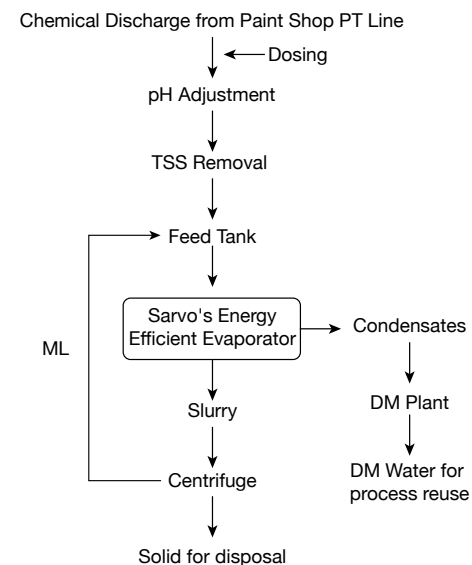 Chemical Discharge from Paint Shop PT Line
Dosing
pH Adjustment
TSS Removal
Feed Tank
Sarvo's Energy
Efficient Evaporator
Condensates
ML
Slurry
DM Plant
Centrifuge
DM Water for
process reuse
Solid for disposal